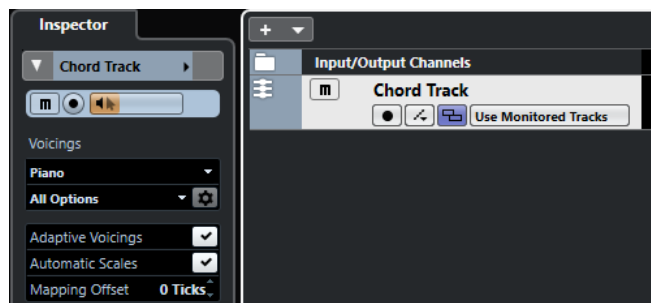 Inspector
Chord Track
m
Voicings
Piano
All Options
Adaptive Voicings
Automatic Scales
Mapping Offset 0 Ticks
Input/Output Channels
m Chord Track
Use Monitored Tracks